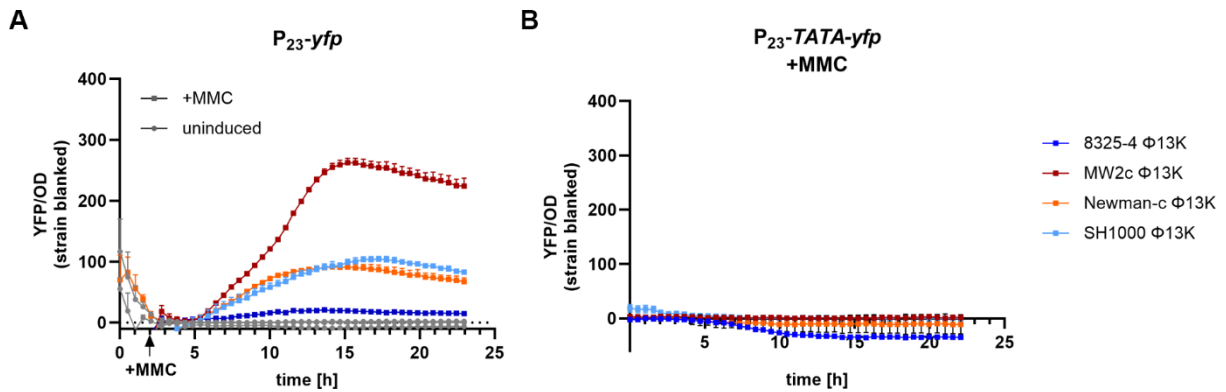 A
P₂₃-yfp
YFP/OD
(strain blanked)
400
300
200
100
0
+MMC
uninduced
0
5
10
15
20
25
+MMC
time [h]
B
P₂₃-TATA-yfp
+MMC
YFP/OD
(strain blanked)
400
300
200
100
0
5
10
15
20
25
time [h]
8325-4 Φ13K
MW2c Φ13K
Newman-c Φ13K
SH1000 Φ13K